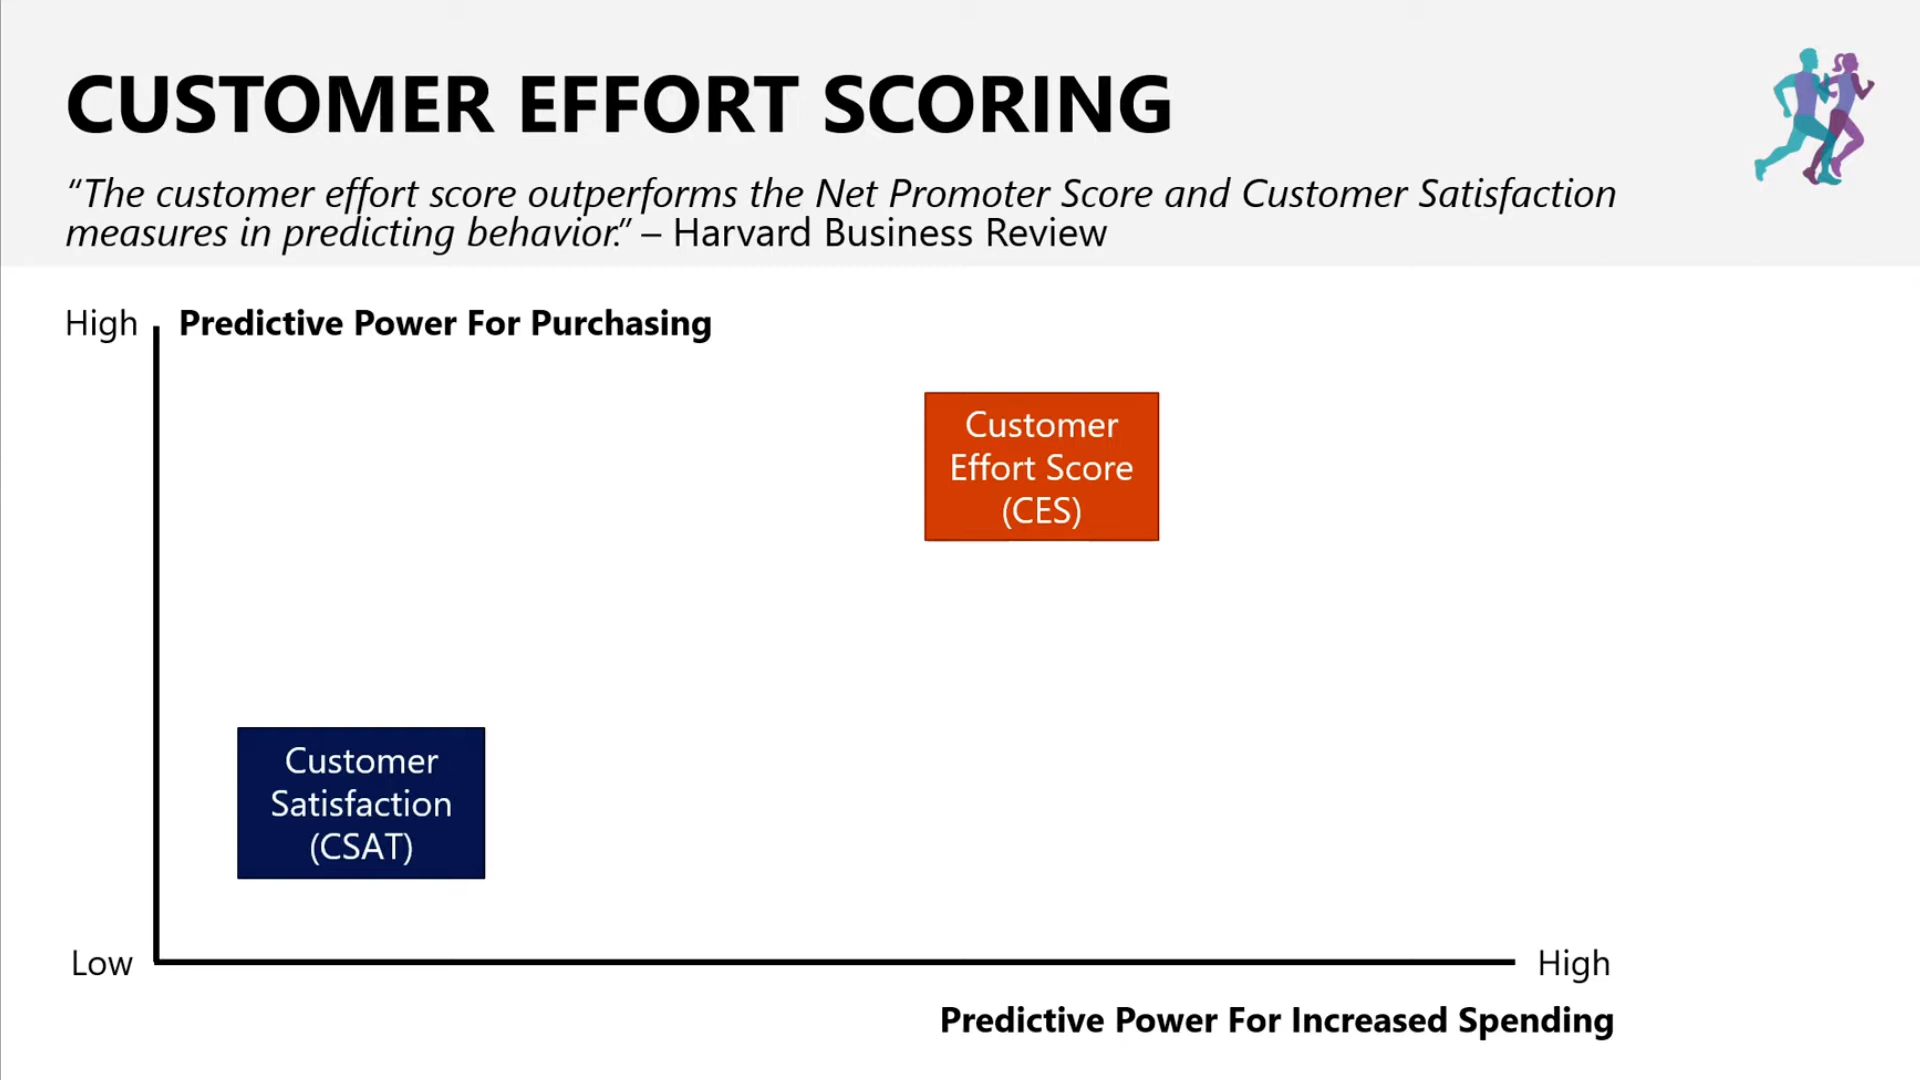 CUSTOMER EFFORT SCORING
“The customer effort score outperforms the Net Promoter Score and Customer Satisfaction
measures in predicting behavior.” – Harvard Business Review
High
Predictive Power For Purchasing
Customer
Effort Score
(CES)
Customer
Satisfaction
(CSAT)
Low
High
Predictive Power For Increased Spending